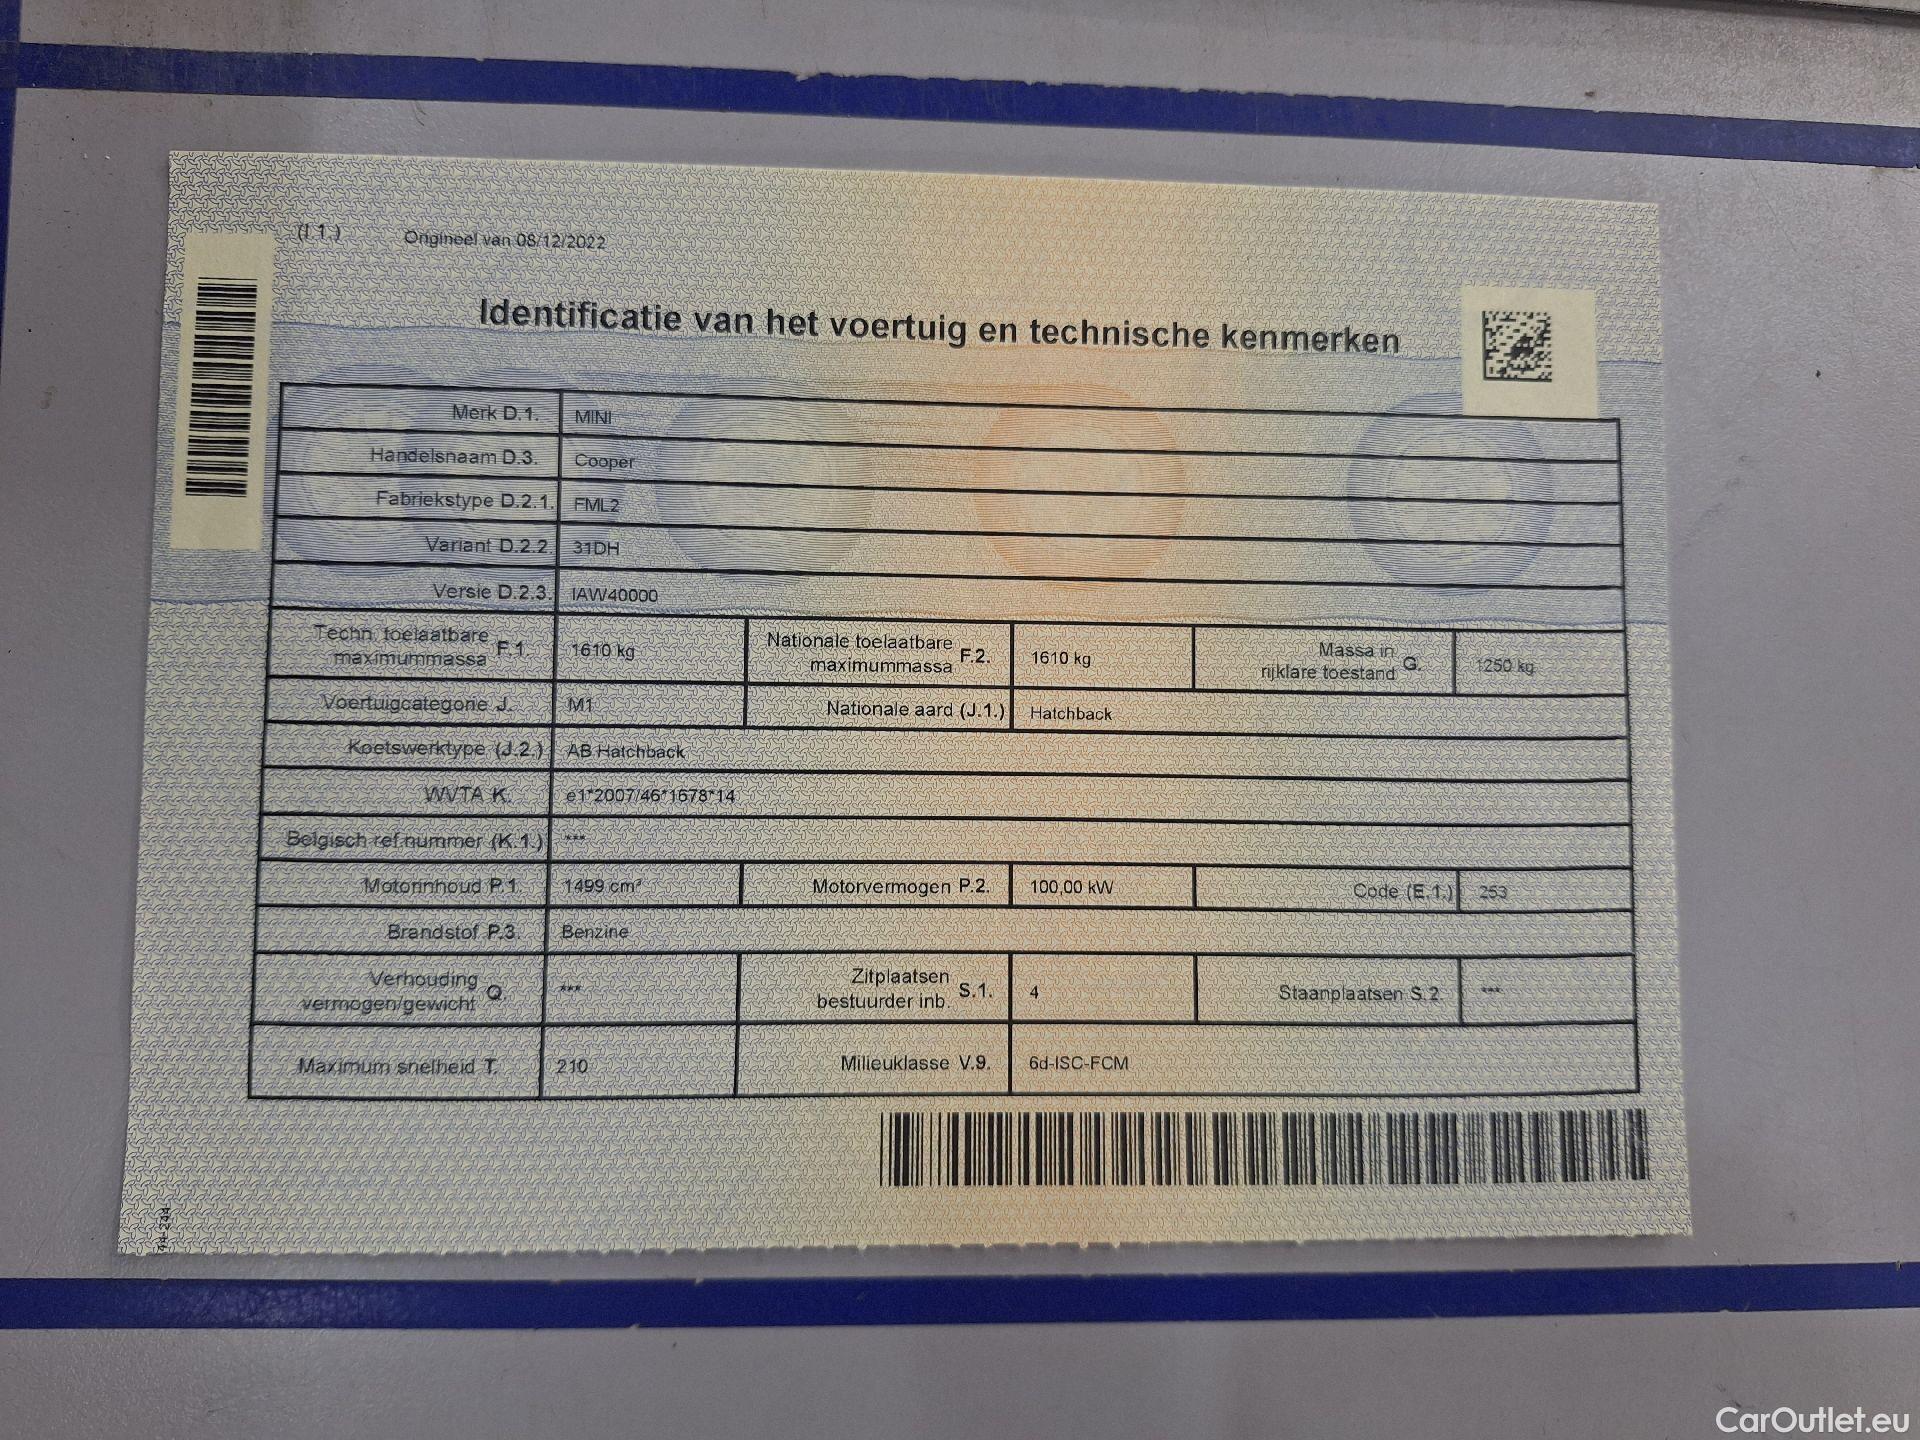 (I.1.) Origineel van 08/12/2022
Identificatie van het voertuig en technische kenmerken
Merk D.1. MINI
Handelsnaam D.3. Cooper
Fabriekstype D.2.1. FML2
Variant D.2.2. 31DH
Versie D.2.3. IAW40000
Techn. toelaatbare maximummassa F.1. 1610 kg Nationale toelaatbare maximummassa F.2. 1610 kg Massa in rijklare toestand G. 1250 kg
Voertuigcategorie J. M1 Nationale aard (J.1.) Hatchback
Koetswerktype (J.2.) AB Hatchback
WVTA K. e1*2007/46*1678*14
Belgisch ref.nummer (K.1.) ***
Motorinhoud P.1. 1499 cm³ Motorvermogen P.2. 100,00 kW Code (E.1.) 253
Brandstof P.3. Benzine
Verhouding vermogen/gewicht Q. *** Zitplaatsen bestuurder inb. S.1. 4 Staanplaatsen S.2. ***
Maximum snelheid T. 210 Milieuklasse V.9. 6d-ISC-FCM
CarOutlet.eu